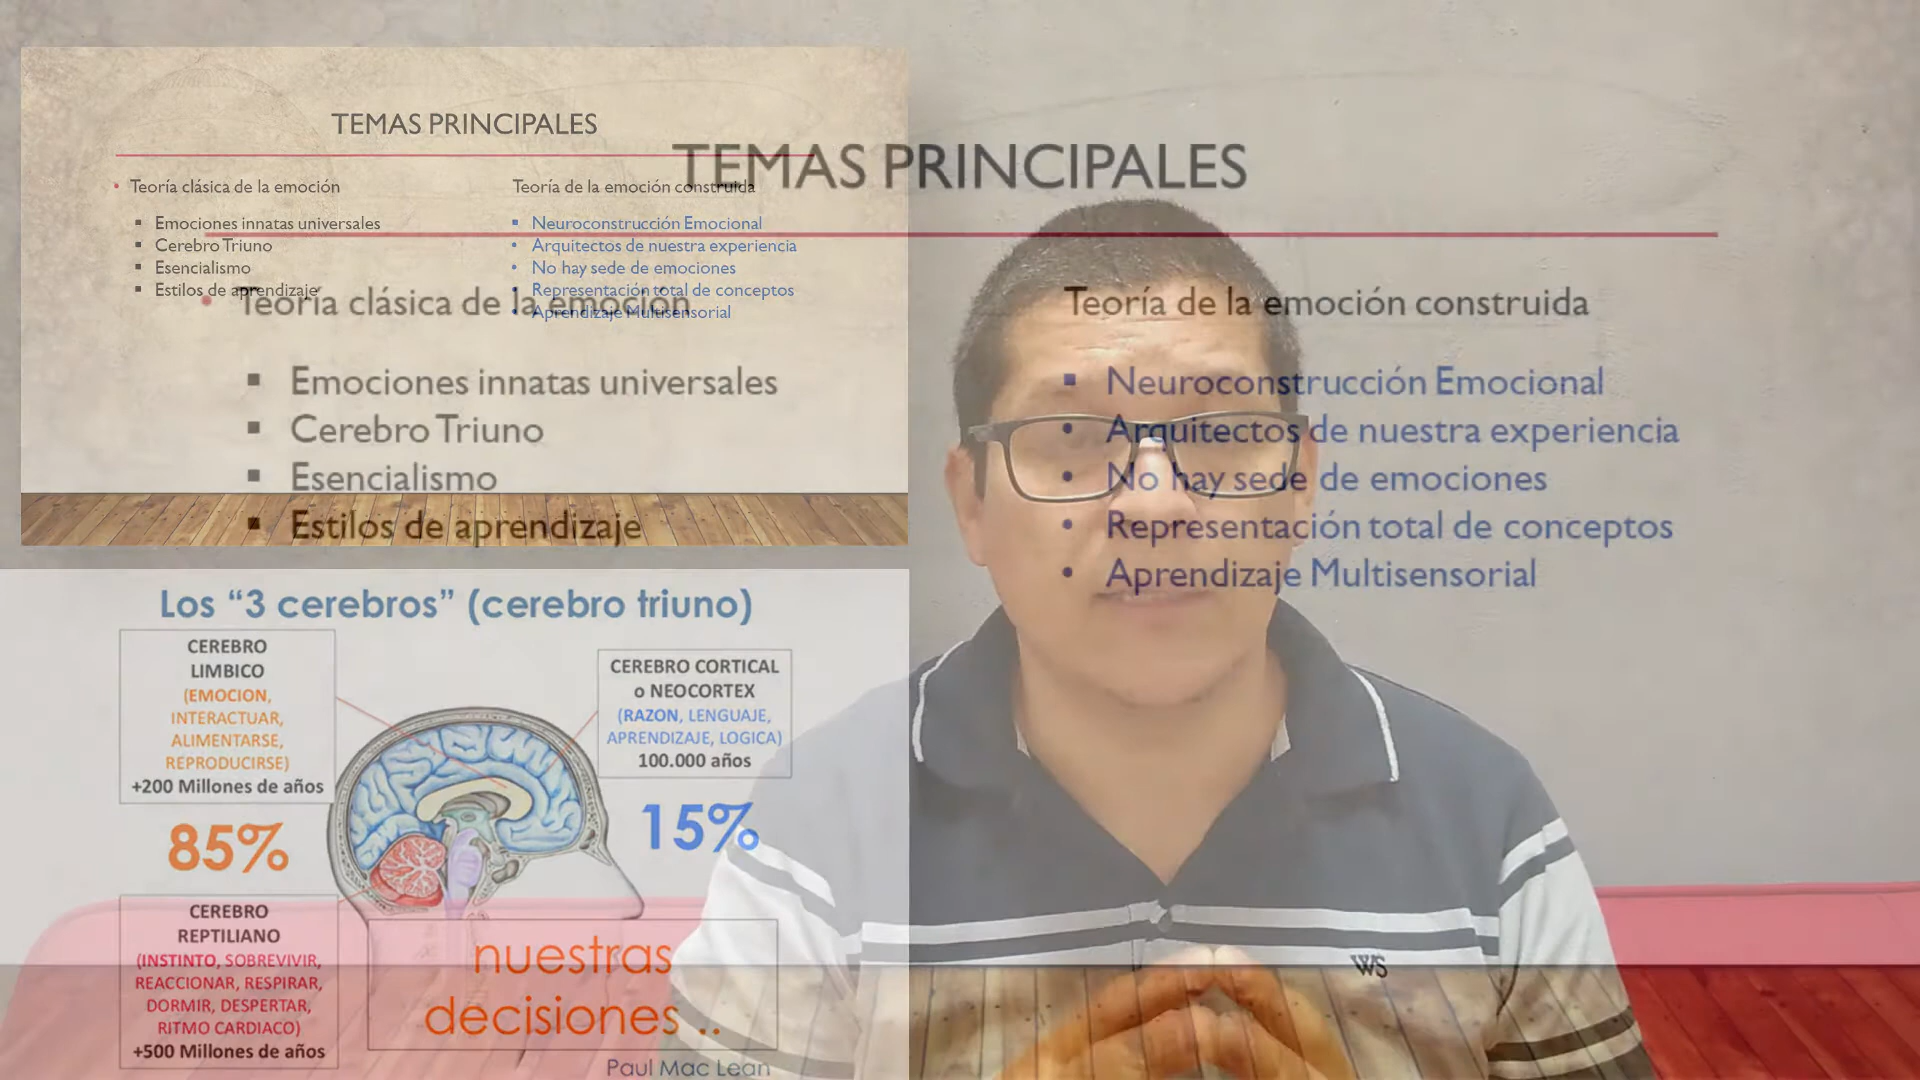 TEMAS PRINCIPALES
Teoría clásica de la emoción
Emociones innatas universales
Cerebro Triuno
Esencialismo
Estilos de aprendizaje
Teoría de la emoción construida
Neuroconstrucción Emocional
Arquitectos de nuestra experiencia
No hay sede de emociones
Representación total de conceptos
Aprendizaje Multisensorial
TEMAS PRINCIPALES
Teoría clásica de la emoción
Emociones innatas universales
Cerebro Triuno
Esencialismo
Estilos de aprendizaje
Teoría de la emoción construida
Neuroconstrucción Emocional
Arquitectos de nuestra experiencia
No hay sede de emociones
Representación total de conceptos
Aprendizaje Multisensorial
Los “3 cerebros” (cerebro triuno)
CEREBRO
LIMBICO
(EMOCION,
INTERACTUAR,
ALIMENTARSE,
REPRODUCIRSE)
+200 Millones de años
85%
CEREBRO CORTICAL
o NEOCORTEX
(RAZON, LENGUAJE,
APRENDIZAJE, LOGICA)
100.000 años
15%
CEREBRO
REPTILIANO
(INSTINTO, SOBREVIVIR,
REACCIONAR, RESPIRAR,
DORMIR, DESPERTAR,
RITMO CARDIACO)
+500 Millones de años
nuestras
decisiones ..
Paul Mac Lean
WS